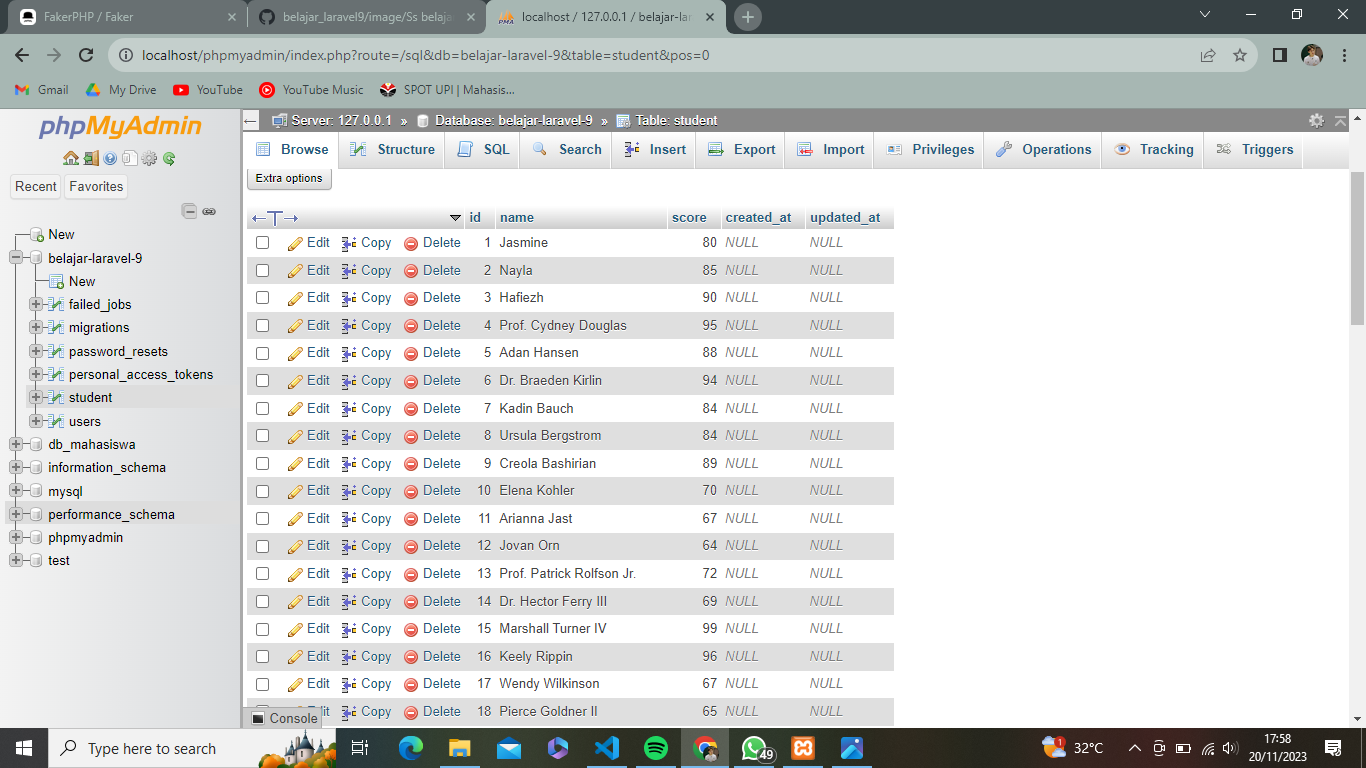 FakerPHP / Faker
belajar_laravel9/image/Ss belaja
localhost / 127.0.0.1 / belajar-lar
localhost/phpmyadmin/index.php?route=/sql&db=belajar-laravel-9&table=student&pos=0
Gmail My Drive YouTube YouTube Music SPOT UPI | Mahasis...
phpMyAdmin
Recent Favorites
New
belajar-laravel-9
New
failed_jobs
migrations
password_resets
personal_access_tokens
student
users
db_mahasiswa
information_schema
mysql
performance_schema
phpmyadmin
test
Server: 127.0.0.1 » Database: belajar-laravel-9 » Table: student
Browse Structure SQL Search Insert Export Import Privileges Operations Tracking Triggers
Extra options
←T→ id name score created_at updated_at
Edit Copy Delete 1 Jasmine 80 NULL NULL
Edit Copy Delete 2 Nayla 85 NULL NULL
Edit Copy Delete 3 Hafiezh 90 NULL NULL
Edit Copy Delete 4 Prof. Cydney Douglas 95 NULL NULL
Edit Copy Delete 5 Adan Hansen 88 NULL NULL
Edit Copy Delete 6 Dr. Braeden Kirlin 94 NULL NULL
Edit Copy Delete 7 Kadin Bauch 84 NULL NULL
Edit Copy Delete 8 Ursula Bergstrom 84 NULL NULL
Edit Copy Delete 9 Creola Bashirian 89 NULL NULL
Edit Copy Delete 10 Elena Kohler 70 NULL NULL
Edit Copy Delete 11 Arianna Jast 67 NULL NULL
Edit Copy Delete 12 Jovan Orn 64 NULL NULL
Edit Copy Delete 13 Prof. Patrick Rolfson Jr. 72 NULL NULL
Edit Copy Delete 14 Dr. Hector Ferry III 69 NULL NULL
Edit Copy Delete 15 Marshall Turner IV 99 NULL NULL
Edit Copy Delete 16 Keely Rippin 96 NULL NULL
Edit Copy Delete 17 Wendy Wilkinson 67 NULL NULL
Edit Copy Delete 18 Pierce Goldner II 65 NULL NULL
Console
Type here to search
49
1
32°C
17:58
20/11/2023